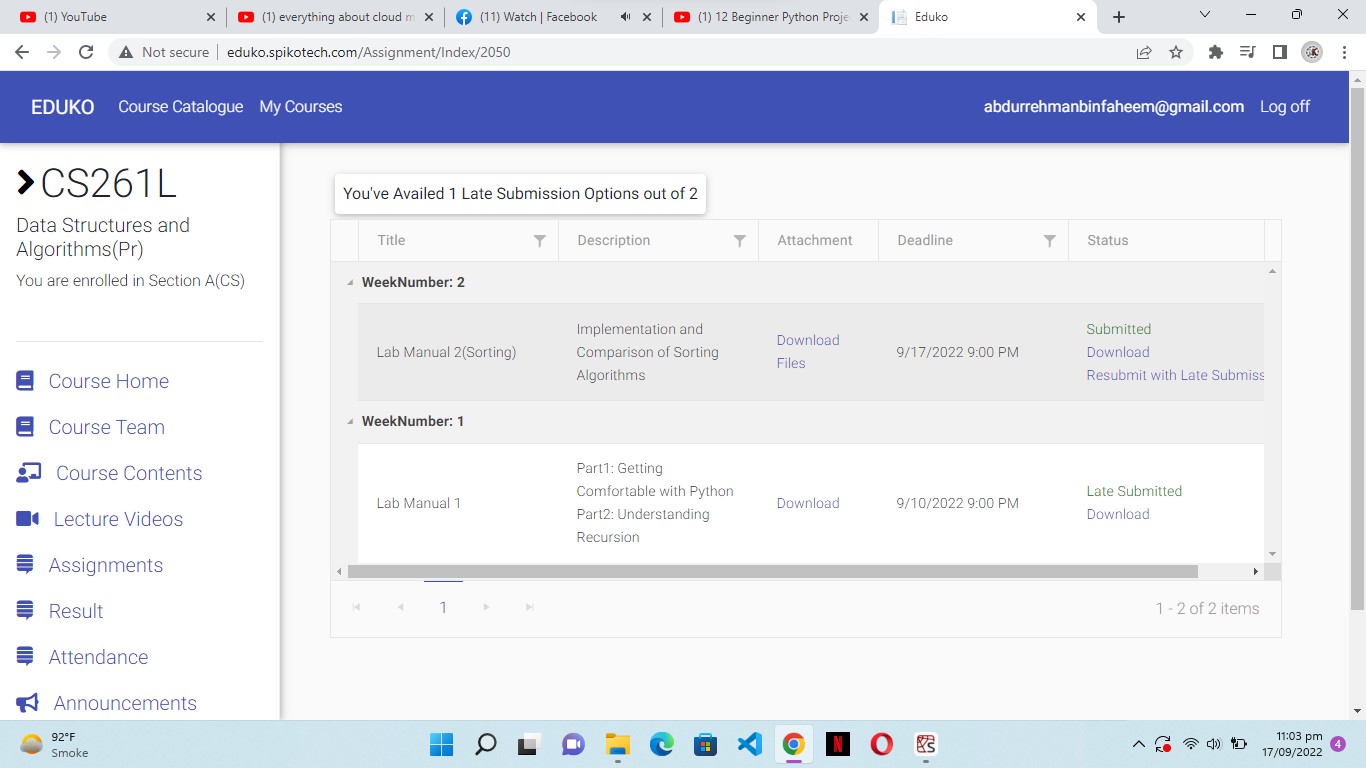 (1) YouTube
(1) everything about cloud m
(11) Watch | Facebook
(1) 12 Beginner Python Proje
Eduko
Not secure
eduko.spikotech.com/Assignment/Index/2050
EDUKO
Course Catalogue
My Courses
abdurrehmanbinfaheem@gmail.com
Log off
CS261L
Data Structures and
Algorithms(Pr)
You are enrolled in Section A(CS)
Course Home
Course Team
Course Contents
Lecture Videos
Assignments
Result
Attendance
Announcements
You've Availed 1 Late Submission Options out of 2
Title
Description
Attachment
Deadline
Status
WeekNumber: 2
Lab Manual 2(Sorting)
Implementation and
Comparison of Sorting
Algorithms
Download
Files
9/17/2022 9:00 PM
Submitted
Download
Resubmit with Late Submiss
WeekNumber: 1
Lab Manual 1
Part1: Getting
Comfortable with Python
Part2: Understanding
Recursion
Download
9/10/2022 9:00 PM
Late Submitted
Download
1
1 - 2 of 2 items
92°F
Smoke
11:03 pm
17/09/2022
4